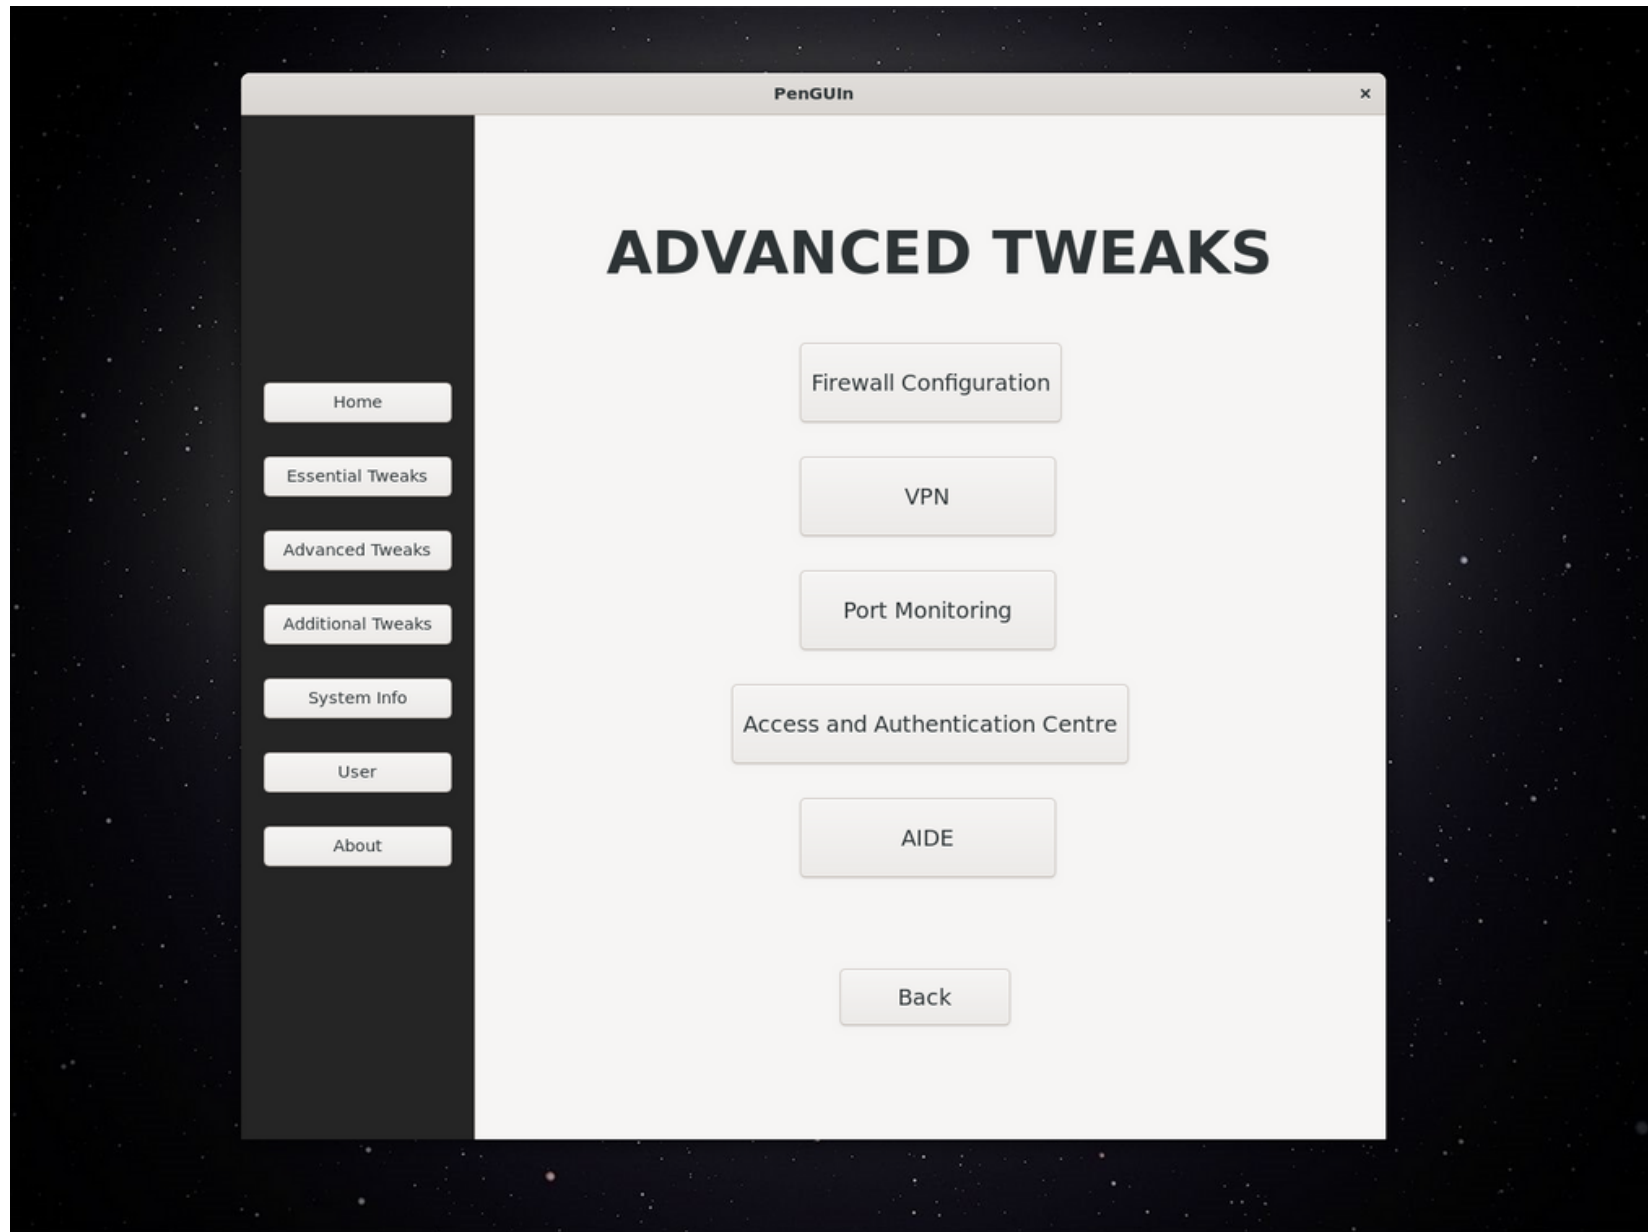 PenGUIn
×
Home
Essential Tweaks
Advanced Tweaks
Additional Tweaks
System Info
User
About
ADVANCED TWEAKS
Firewall Configuration
VPN
Port Monitoring
Access and Authentication Centre
AIDE
Back